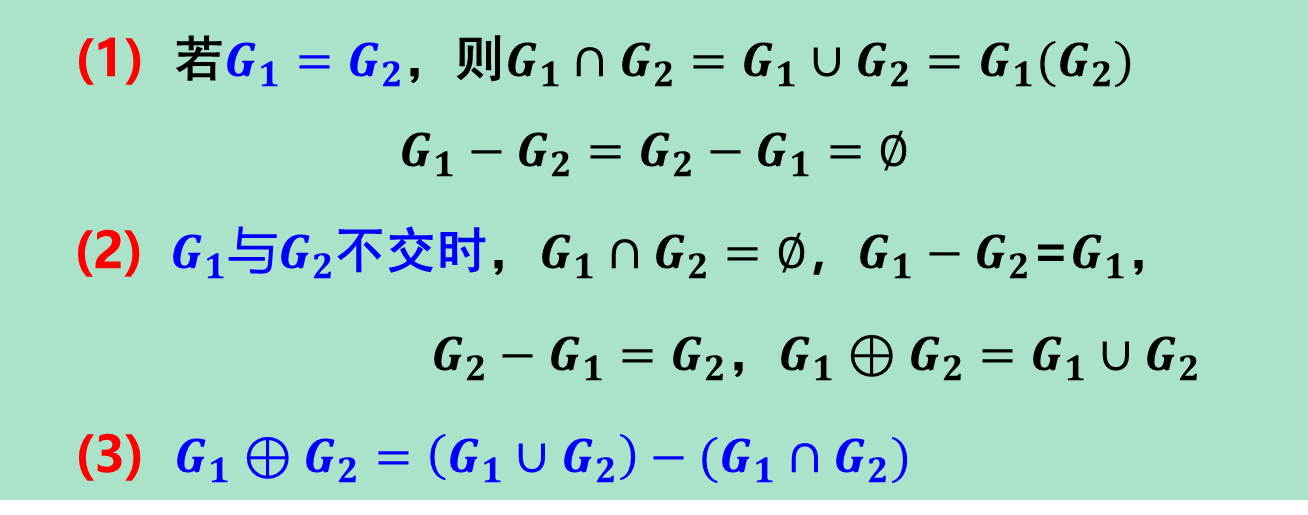 (1) 若G₁ = G₂，则G₁ ∩ G₂ = G₁ ∪ G₂ = G₁(G₂)
G₁ − G₂ = G₂ − G₁ = ∅
(2) G₁与G₂不交时，G₁ ∩ G₂ = ∅，G₁ − G₂=G₁，
G₂ − G₁ = G₂，G₁ ⊕ G₂ = G₁ ∪ G₂
(3) G₁ ⊕ G₂ = (G₁ ∪ G₂) − (G₁ ∩ G₂)